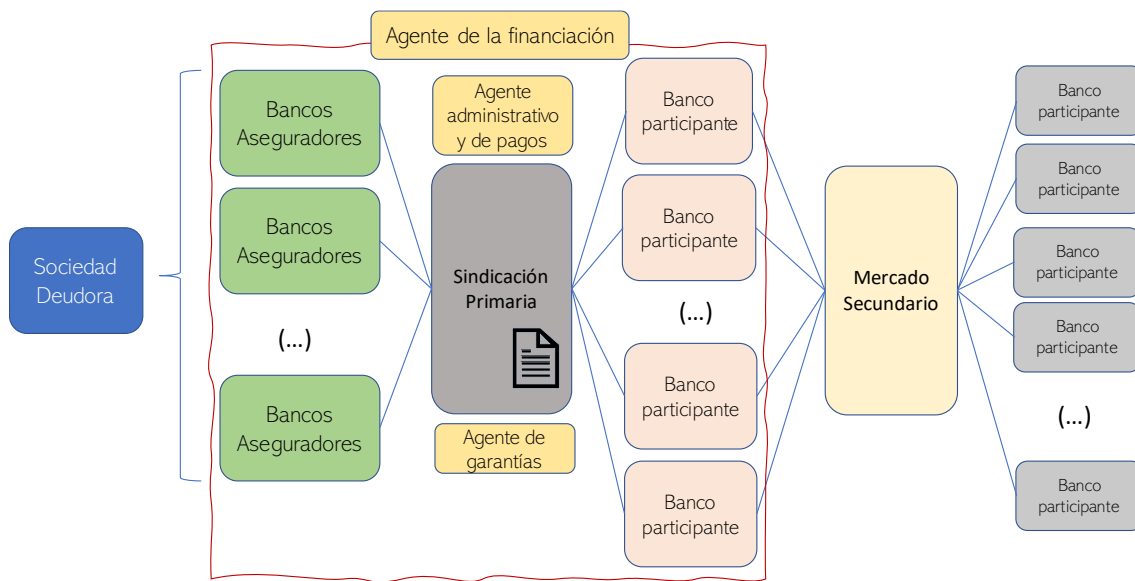 Agente de la financiación
Sociedad
Deudora
Bancos
Aseguradores
Bancos
Aseguradores
(...)
Bancos
Aseguradores
Agente
administrativo
y de pagos
Sindicación
Primaria
Agente de
garantías
Banco
participante
Banco
participante
(...)
Banco
participante
Banco
participante
Mercado
Secundario
Banco
participante
Banco
participante
Banco
participante
Banco
participante
(...)
Banco
participante